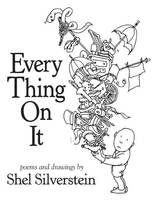 Every
Thing
On
It
poems and drawings by
Shel Silverstein